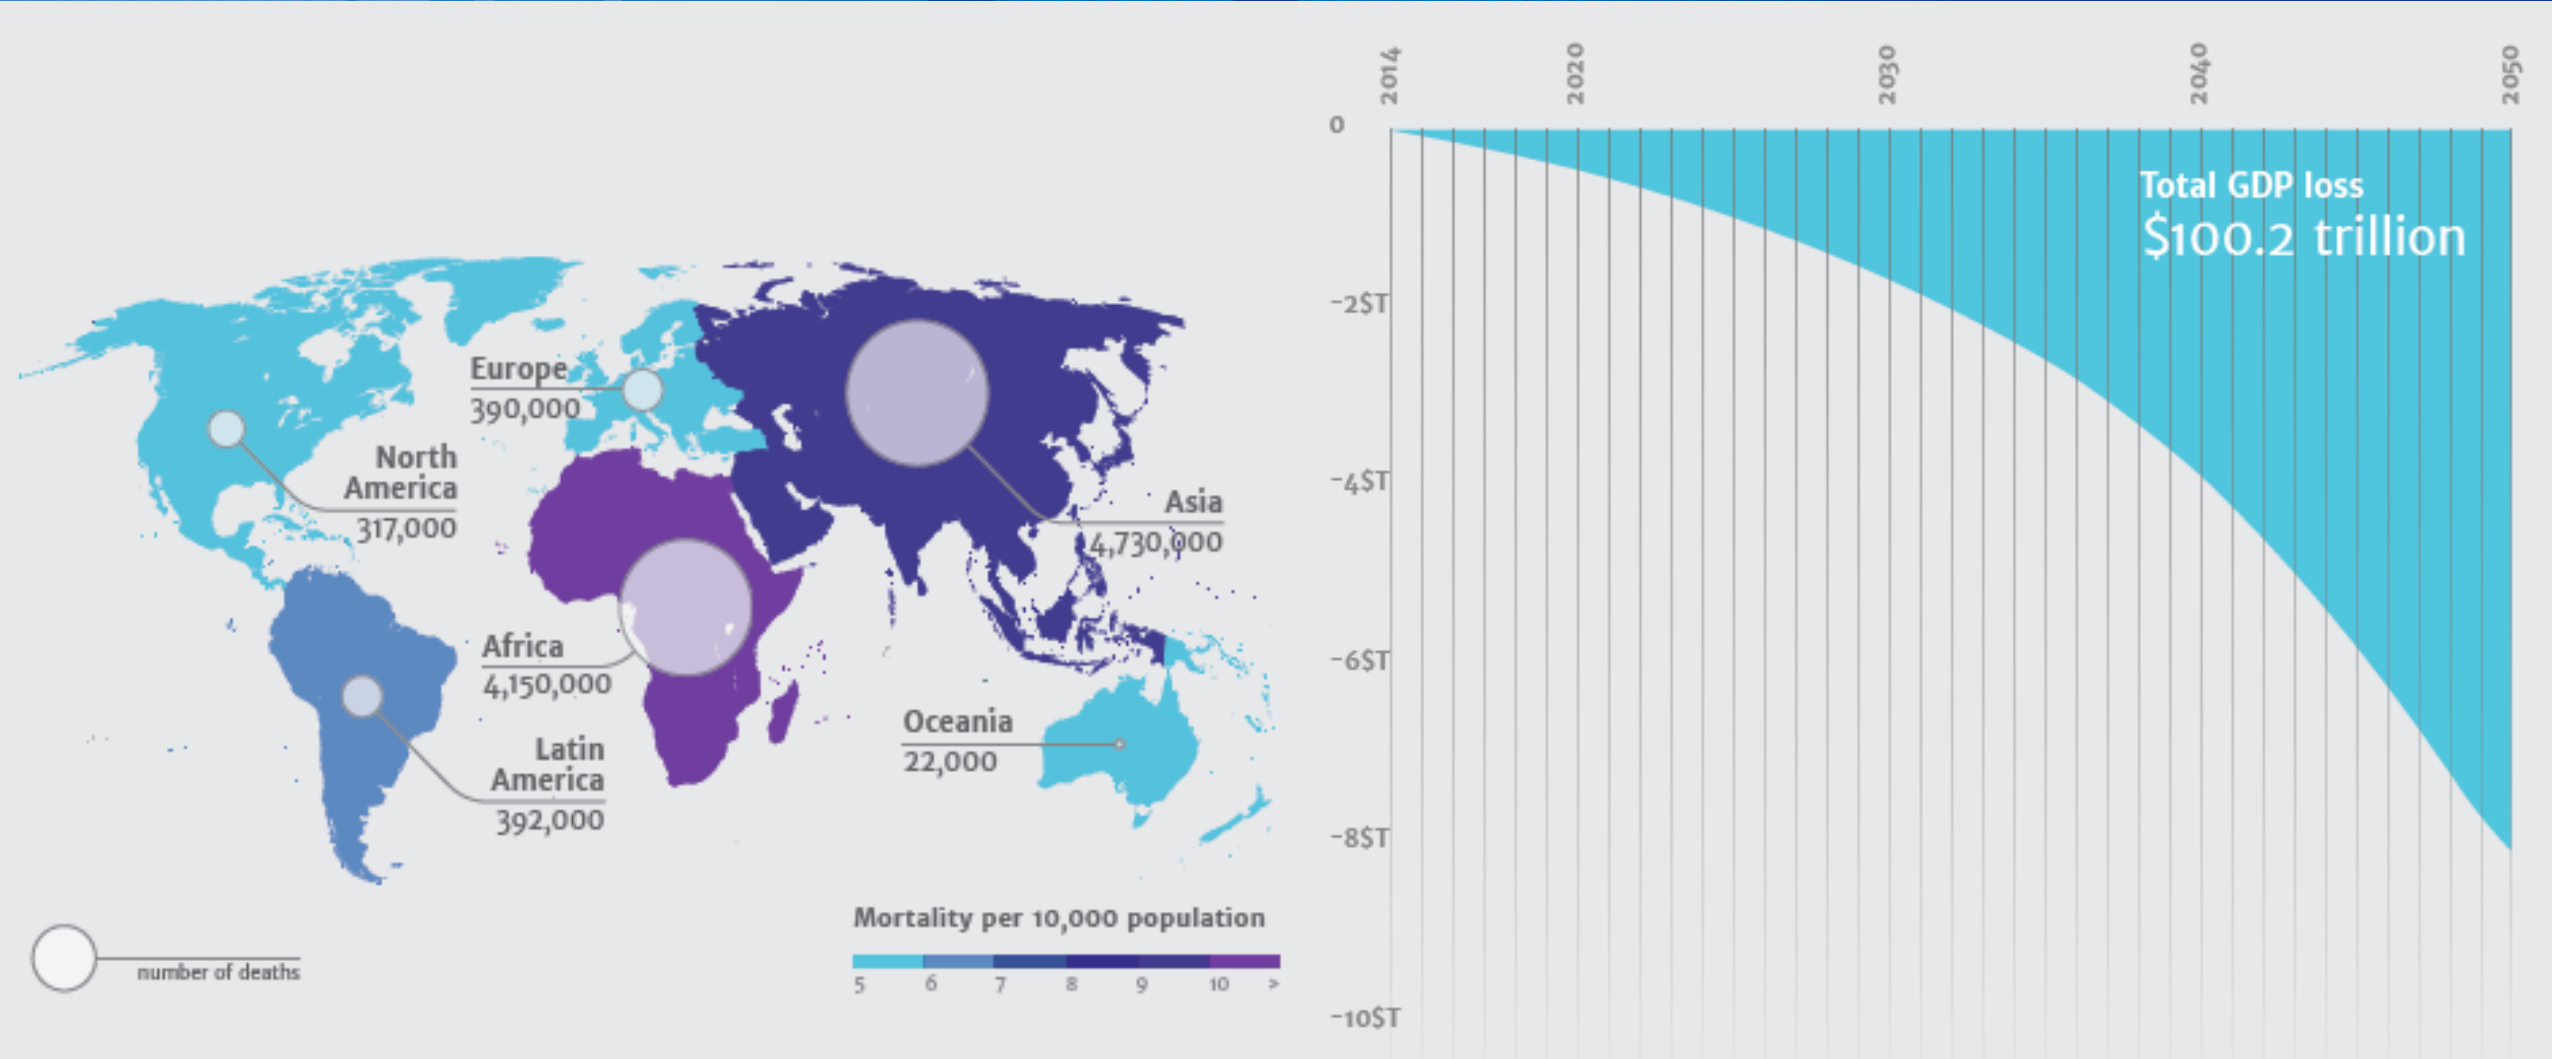 Europe
390,000
North
America
317,000
Asia
4,730,000
Africa
4,150,000
Latin
America
392,000
Oceania
22,000
number of deaths
Mortality per 10,000 population
5 6 7 8 9 10 >
2014 2020 2030 2040 2050
0
-2$T
-4$T
-6$T
-8$T
-10$T
Total GDP loss
$100.2 trillion